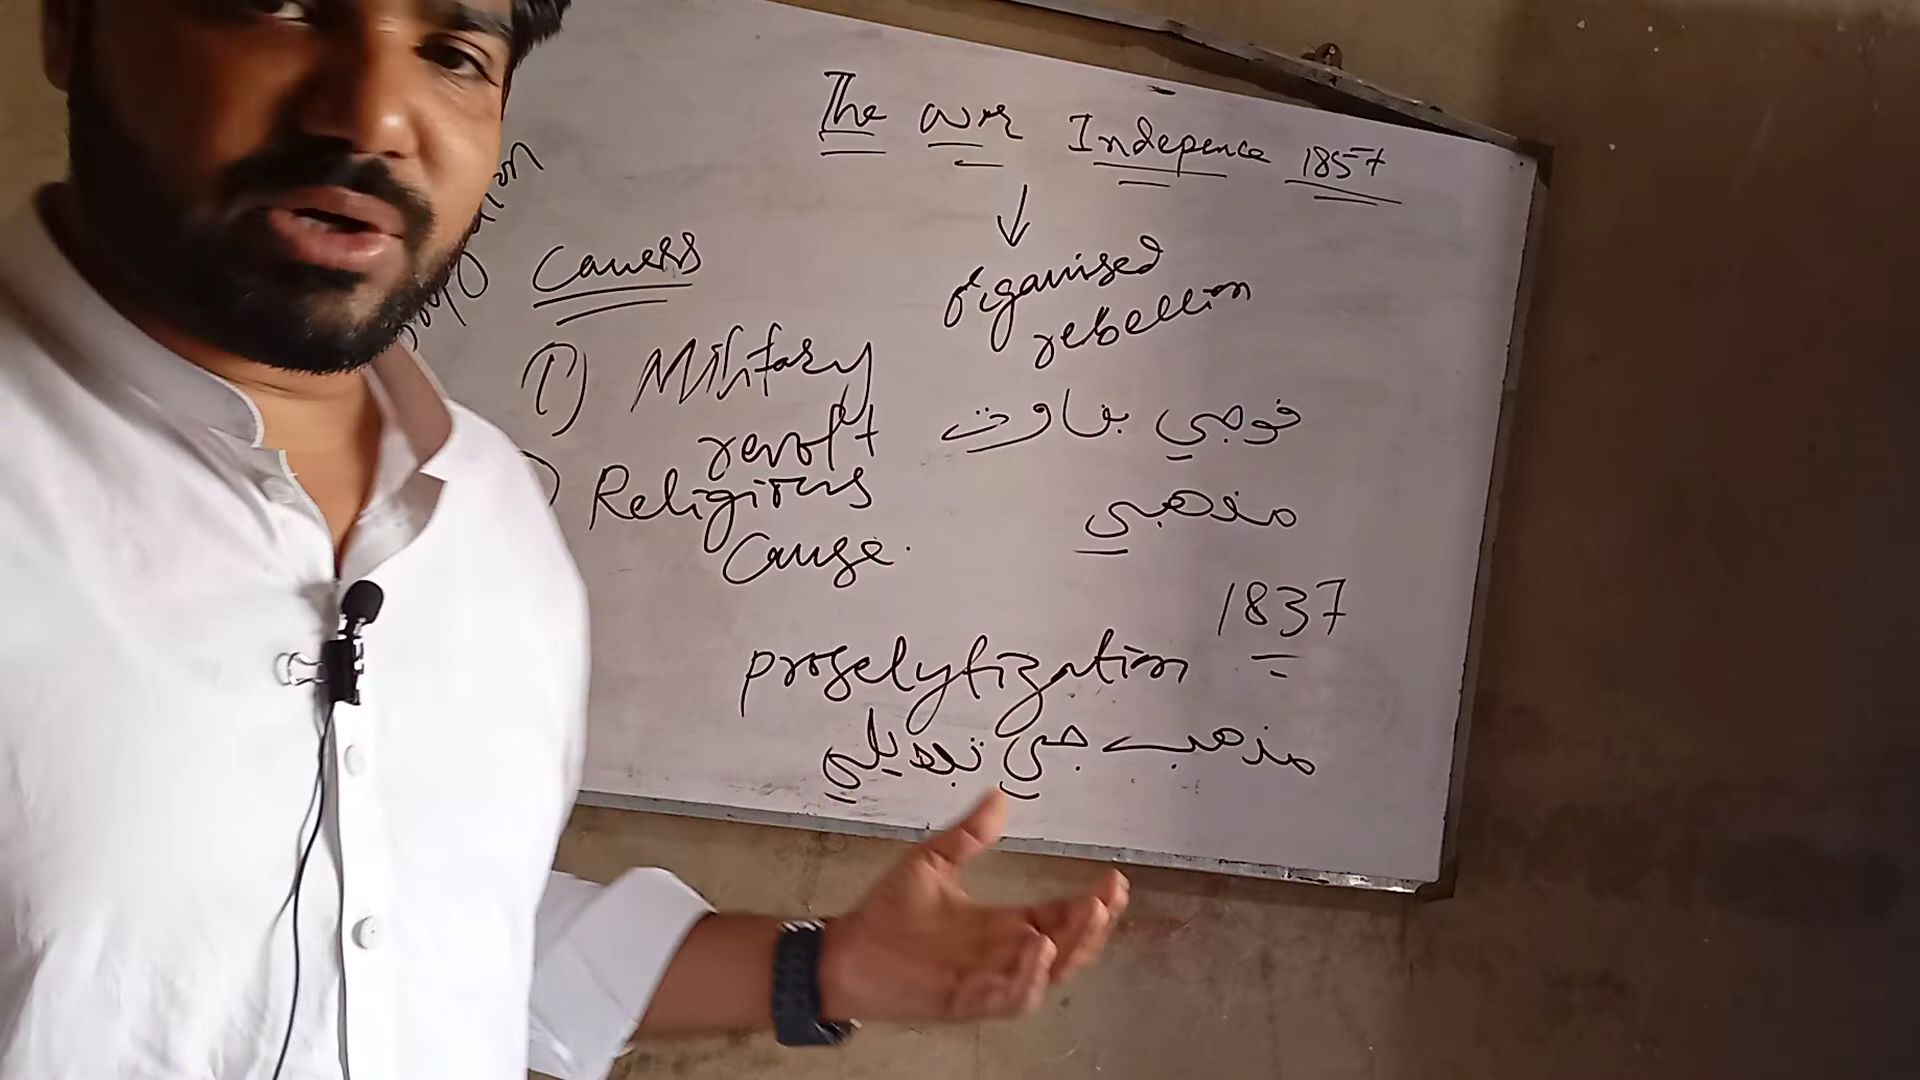 The war Indepence 1857
organised
rebellion
Causes
1) Military
revolt
فوجي بغاوت
Religious
Cause.
مذهبي
1837
proselytization
مذهب جي تبديلي